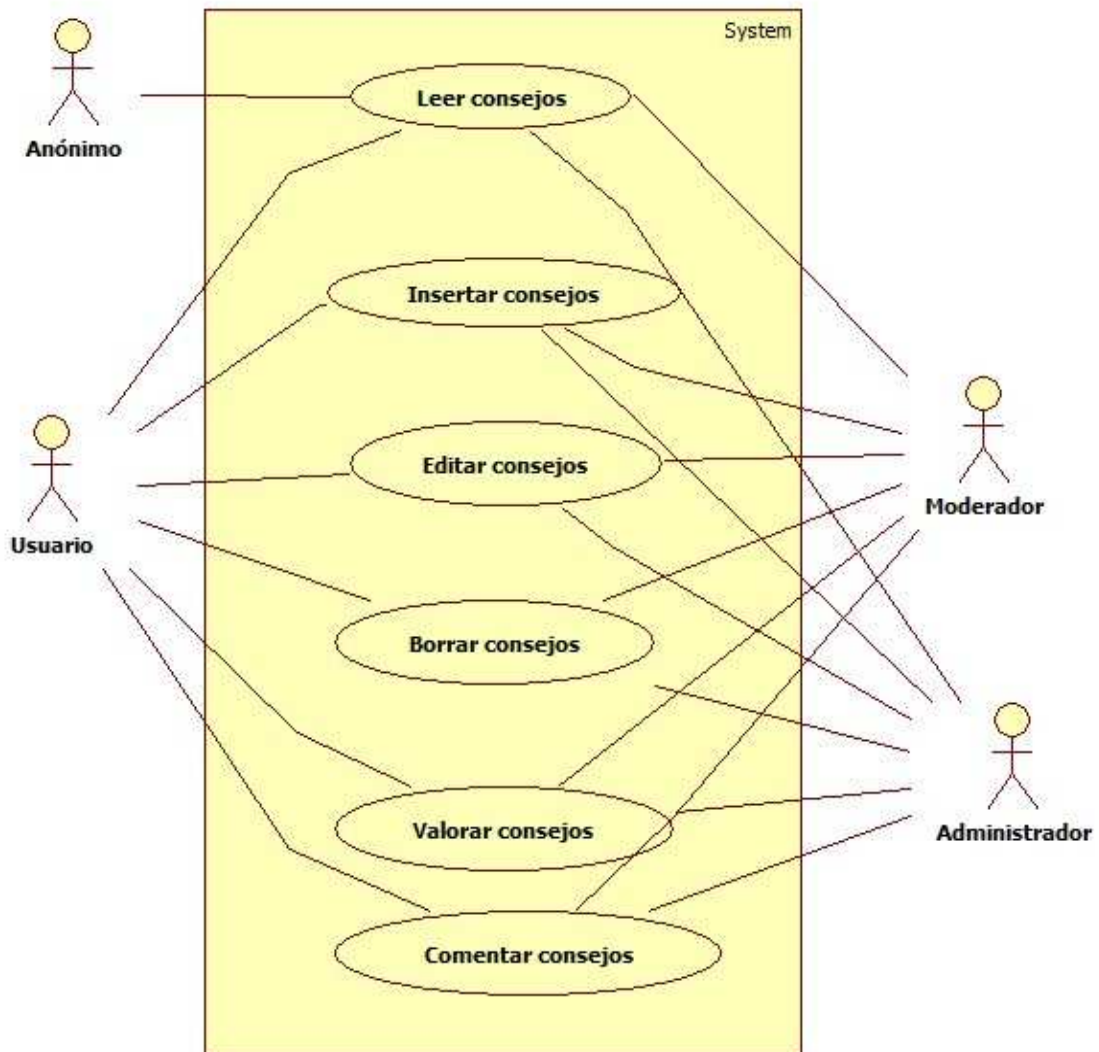 System
Leer consejos
Anónimo
Insertar consejos
Editar consejos
Moderador
Usuario
Borrar consejos
Valorar consejos
Administrador
Comentar consejos